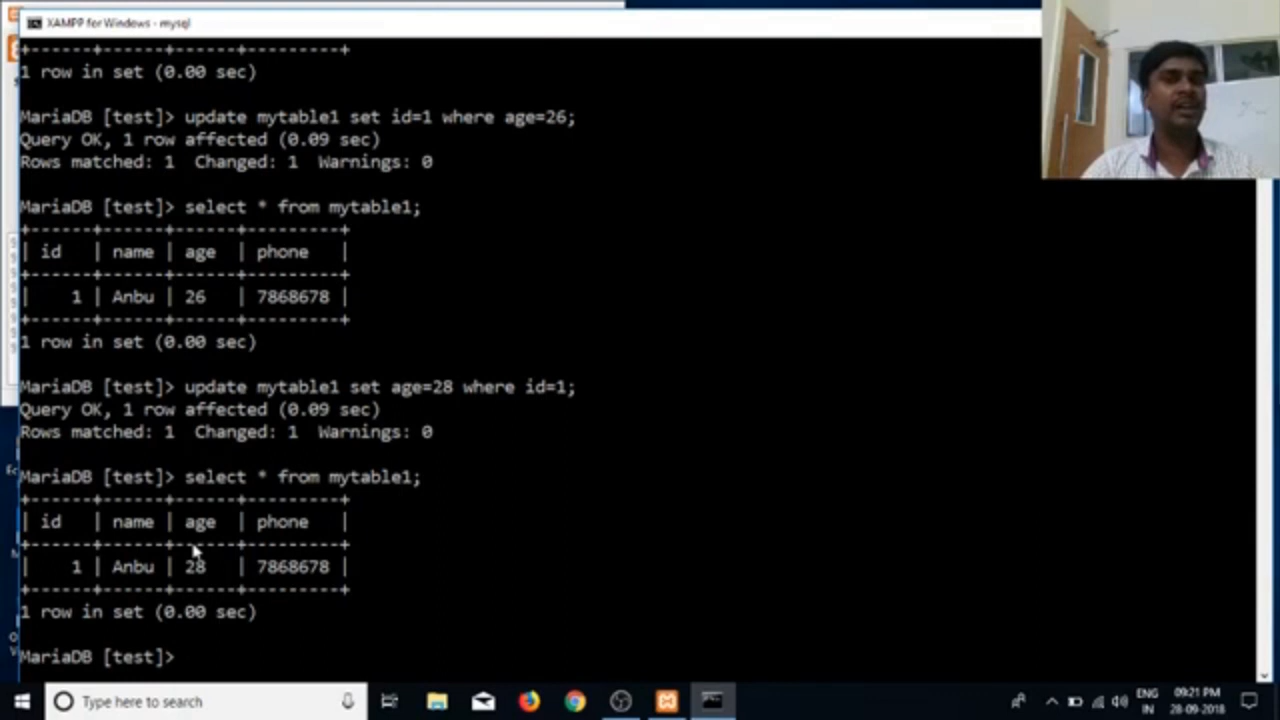 XAMPP for Windows - mysql
+------+------+------+---------+
1 row in set (0.00 sec)
MariaDB [test]> update mytable1 set id=1 where age=26;
Query OK, 1 row affected (0.09 sec)
Rows matched: 1  Changed: 1  Warnings: 0
MariaDB [test]> select * from mytable1;
+------+------+------+---------+
| id   | name | age  | phone   |
+------+------+------+---------+
|    1 | Anbu | 26   | 7868678 |
+------+------+------+---------+
1 row in set (0.00 sec)
MariaDB [test]> update mytable1 set age=28 where id=1;
Query OK, 1 row affected (0.09 sec)
Rows matched: 1  Changed: 1  Warnings: 0
MariaDB [test]> select * from mytable1;
+------+------+------+---------+
| id   | name | age  | phone   |
+------+------+------+---------+
|    1 | Anbu | 28   | 7868678 |
+------+------+------+---------+
1 row in set (0.00 sec)
MariaDB [test]>
Type here to search
ENG
IN
09:21 PM
28-09-2018